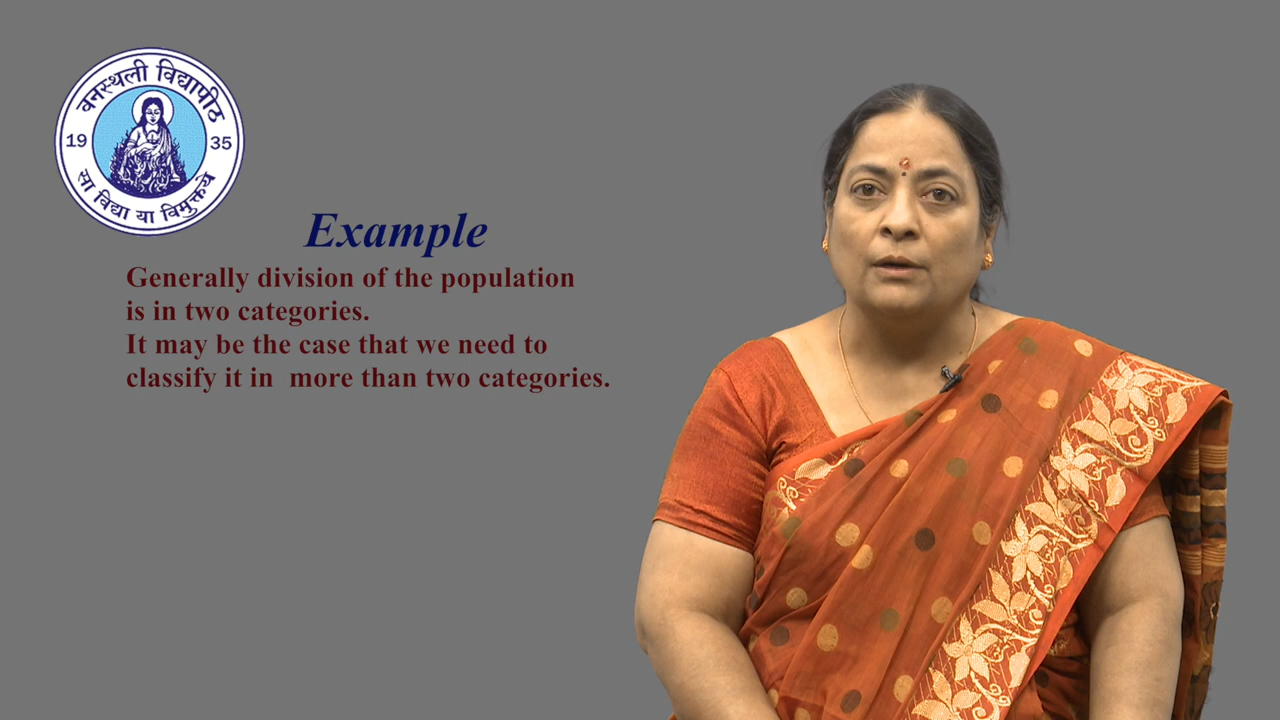 वनस्थली विद्यापीठ
19 35
सा विद्या या विमुक्तये
Example
Generally division of the population
is in two categories.
It may be the case that we need to
classify it in  more than two categories.